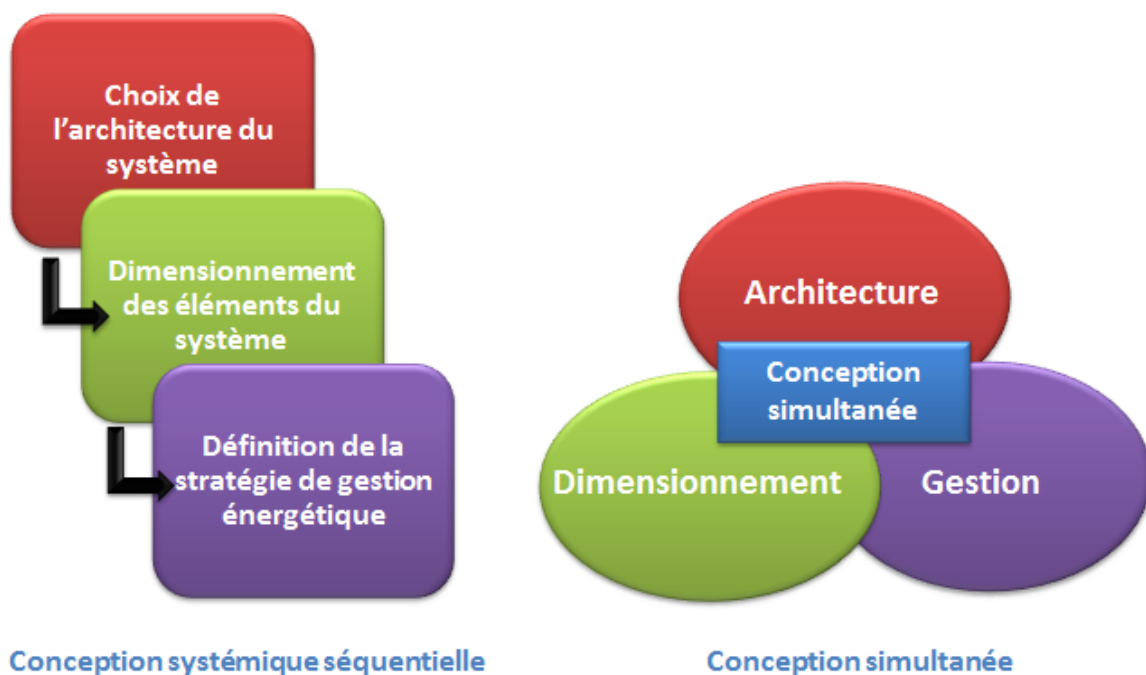 Choix de
l’architecture du
système
Dimensionnement
des éléments du
système
Définition de la
stratégie de gestion
énergétique
Conception systémique séquentielle
Architecture
Conception
simultanée
Dimensionnement
Gestion
Conception simultanée